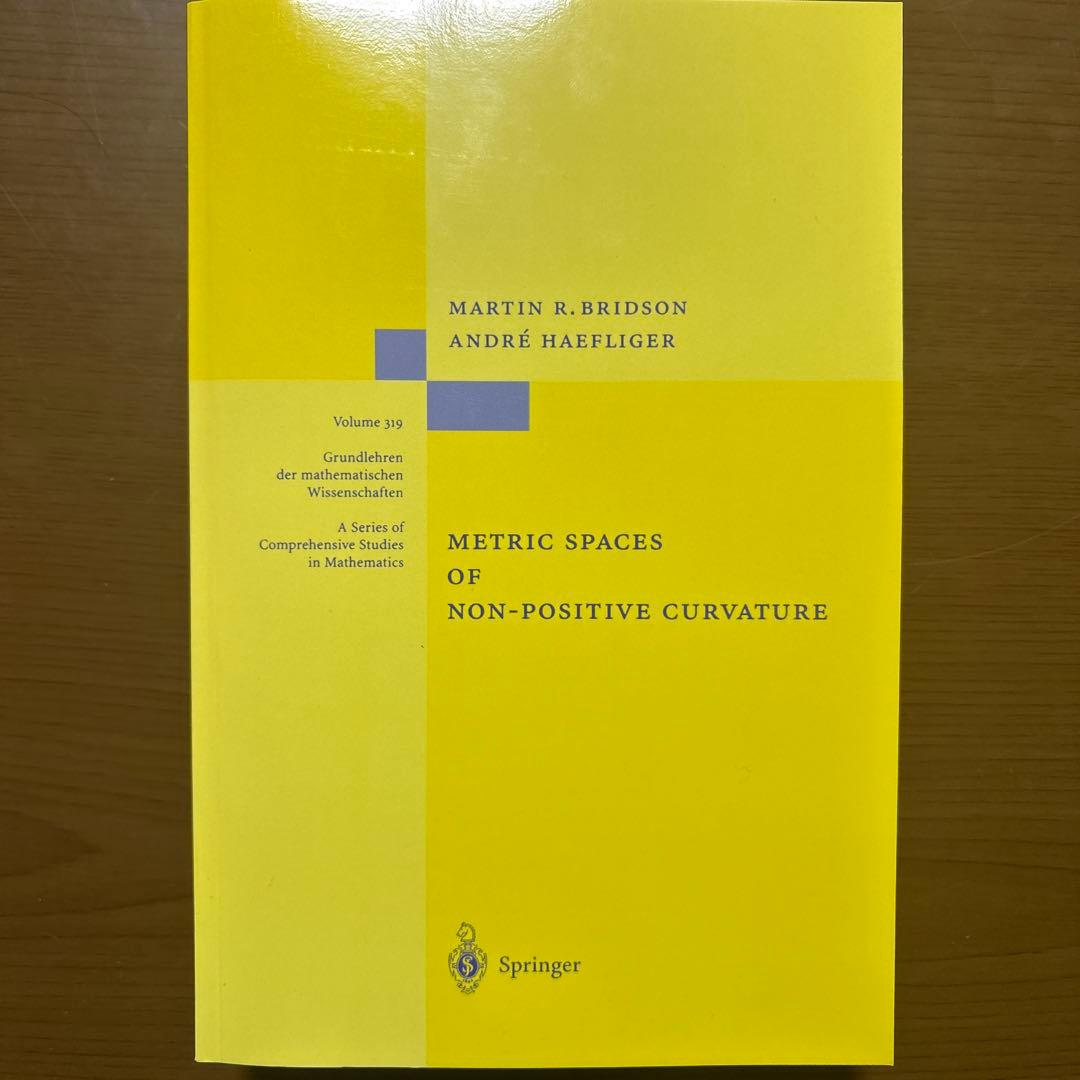 MARTIN R. BRIDSON
ANDRÉ HAEFLIGER
Volume 319
Grundlehren
der mathematischen
Wissenschaften
A Series of
Comprehensive Studies
in Mathematics
METRIC SPACES
OF
NON-POSITIVE CURVATURE
Springer